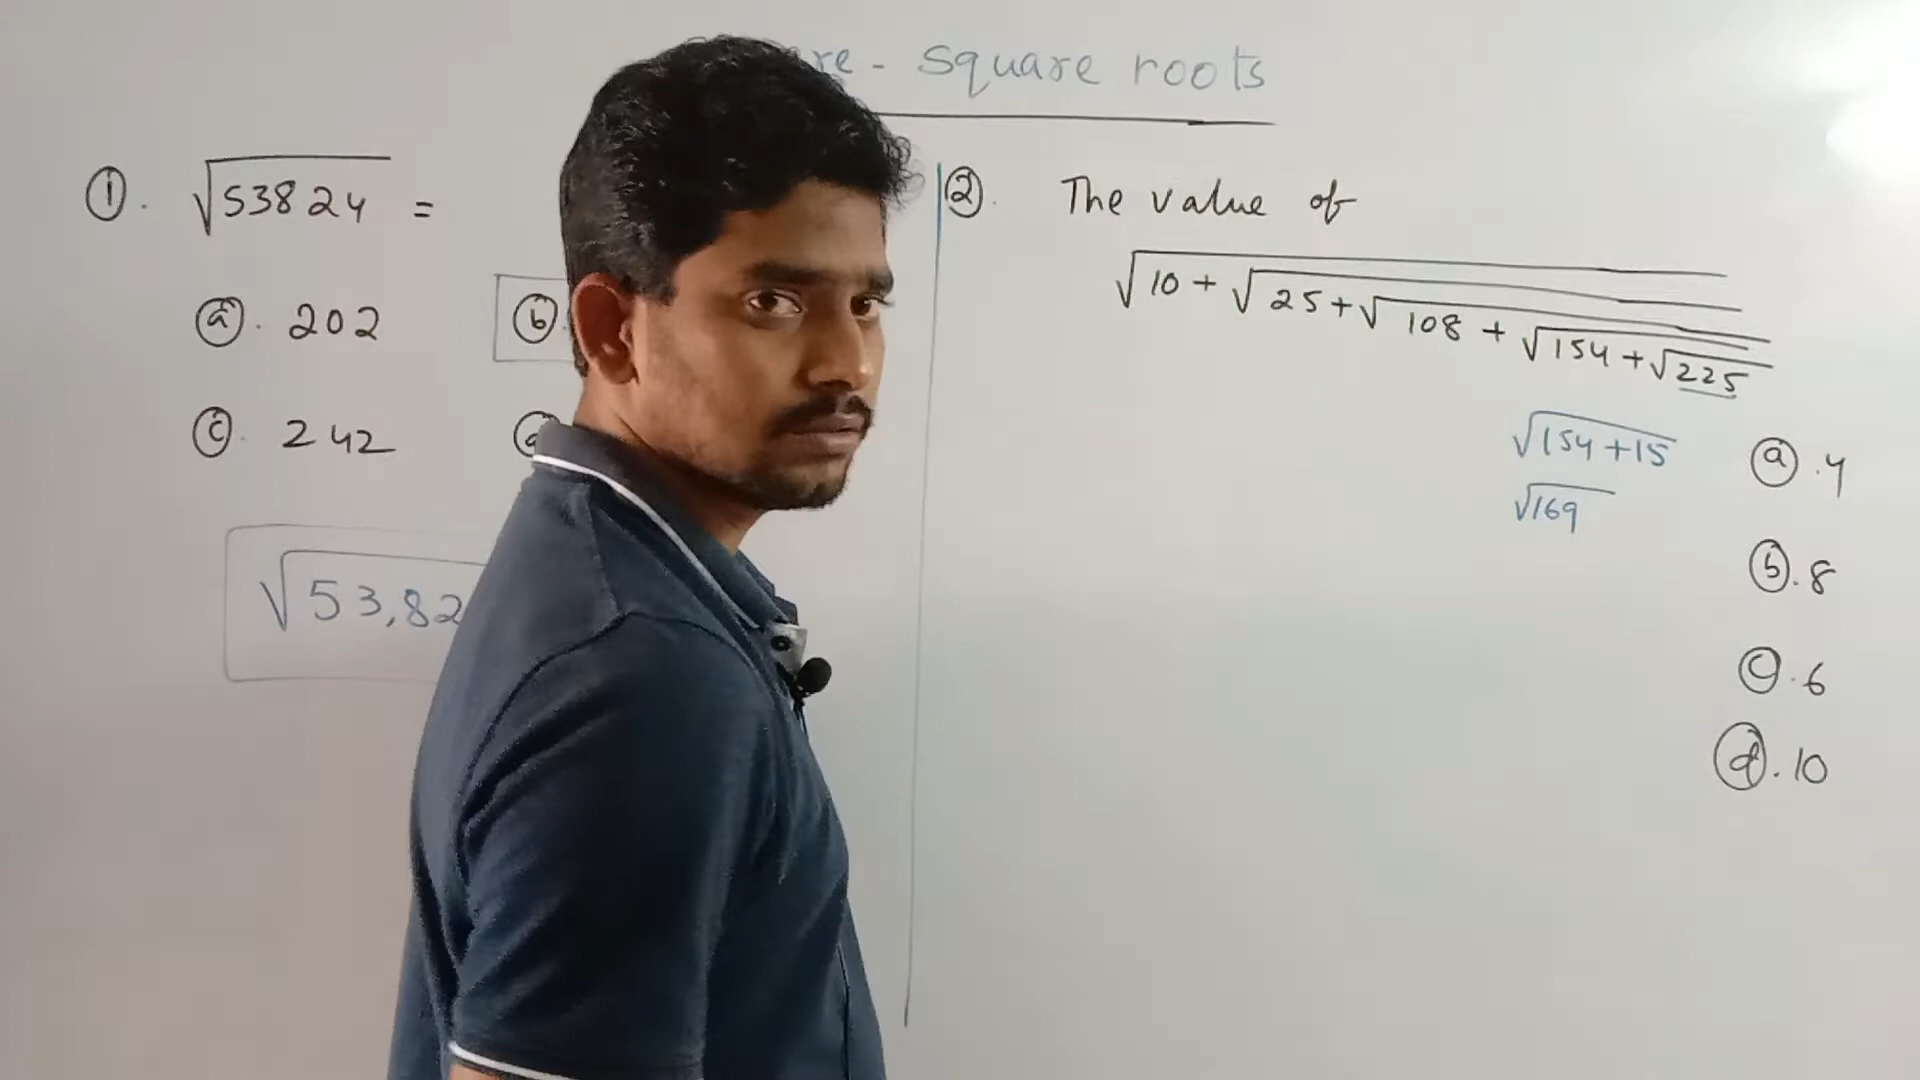 - Square roots
①. √53824 =
ⓐ. 202
ⓑ
ⓒ. 242
√53,82
②. The value of
√10 + √25 + √108 + √154 + √225
√154 + 15
√169
ⓐ. 4
ⓑ. 8
ⓒ. 6
ⓓ. 10